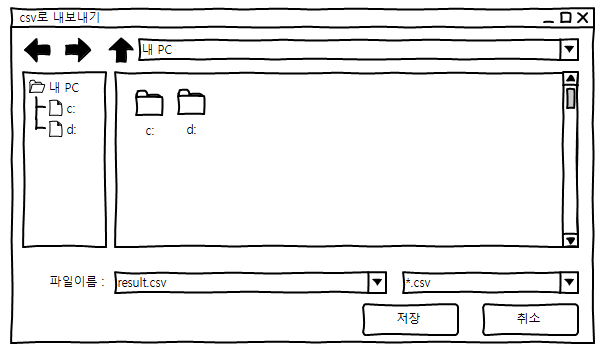 csv로 내보내기
내 PC
내 PC
c:
d:
c: d:
파일이름 : result.csv *.csv
저장 취소